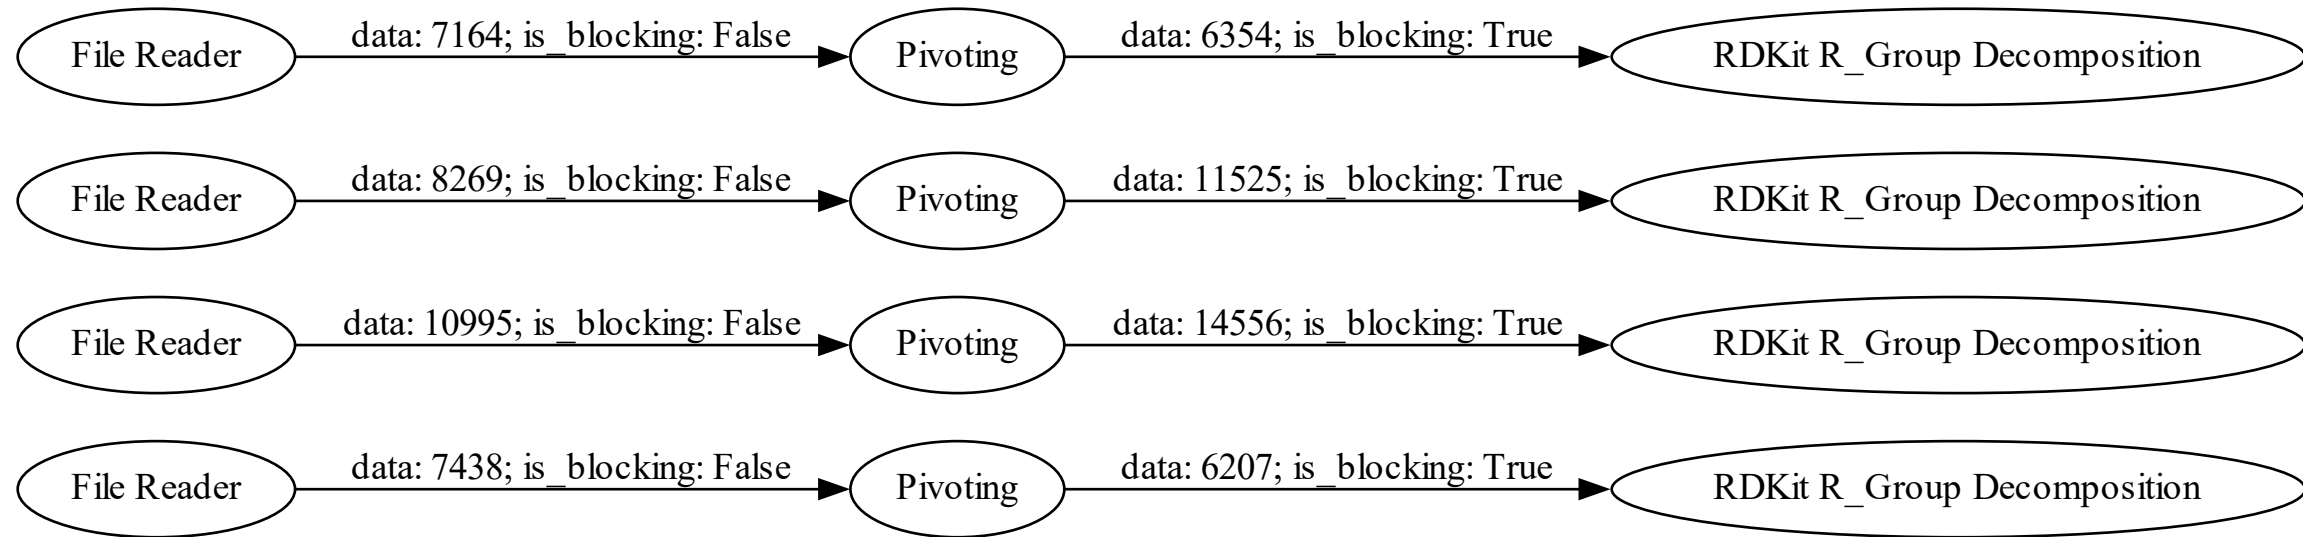 File Reader data: 7164; is_blocking: False Pivoting data: 6354; is_blocking: True RDKit R_Group Decomposition
File Reader data: 8269; is_blocking: False Pivoting data: 11525; is_blocking: True RDKit R_Group Decomposition
File Reader data: 10995; is_blocking: False Pivoting data: 14556; is_blocking: True RDKit R_Group Decomposition
File Reader data: 7438; is_blocking: False Pivoting data: 6207; is_blocking: True RDKit R_Group Decomposition